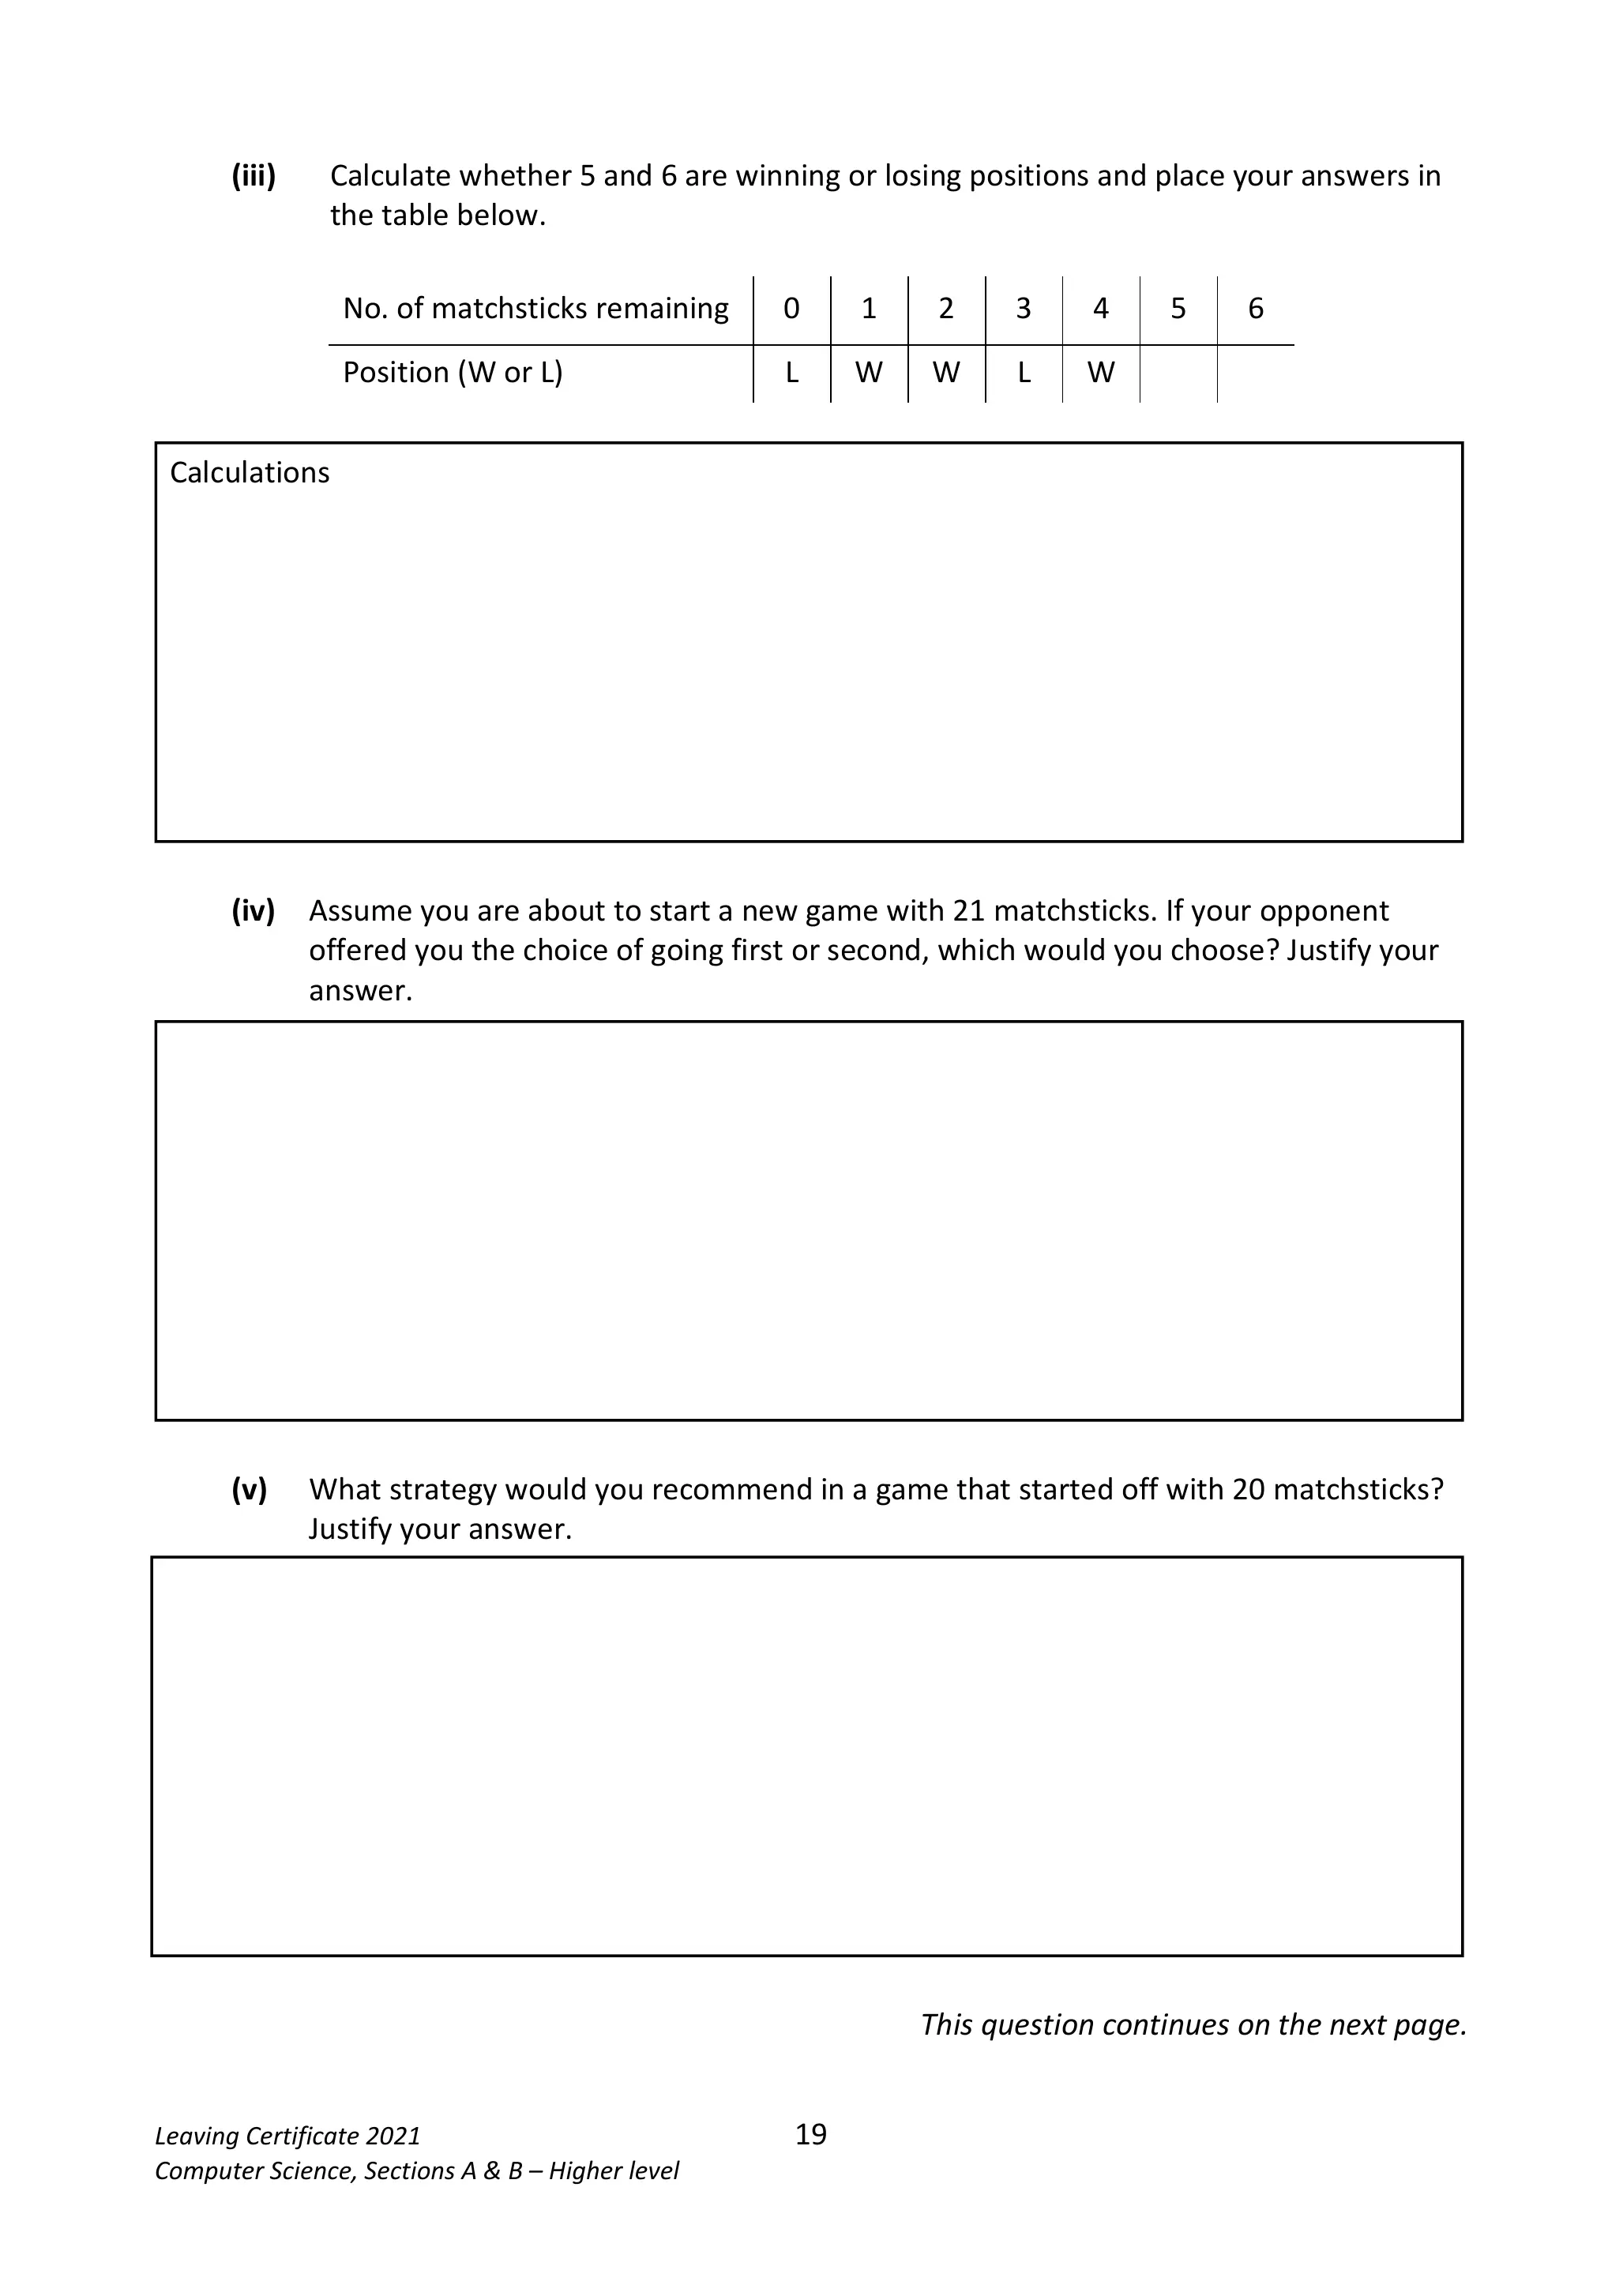 (iii) Calculate whether 5 and 6 are winning or losing positions and place your answers in
the table below.
No. of matchsticks remaining 0 1 2 3 4 5 6
Position (W or L) L W W L W
Calculations
(iv) Assume you are about to start a new game with 21 matchsticks. If your opponent
offered you the choice of going first or second, which would you choose? Justify your
answer.
(v) What strategy would you recommend in a game that started off with 20 matchsticks?
Justify your answer.
This question continues on the next page.
Leaving Certificate 2021 19
Computer Science, Sections A & B – Higher level